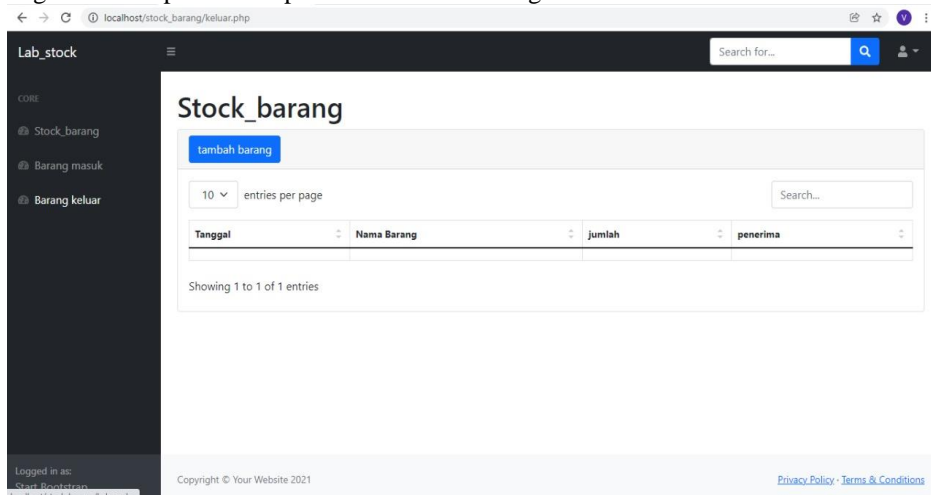 localhost/stock_barang/keluar.php
V
Lab_stock
Search for...
CORE
Stock_barang
Stock_barang
tambah barang
Barang masuk
10 entries per page
Search...
Barang keluar
Tanggal Nama Barang jumlah penerima
Showing 1 to 1 of 1 entries
Logged in as:
Start Bootstrap
Copyright © Your Website 2021
Privacy Policy · Terms & Conditions